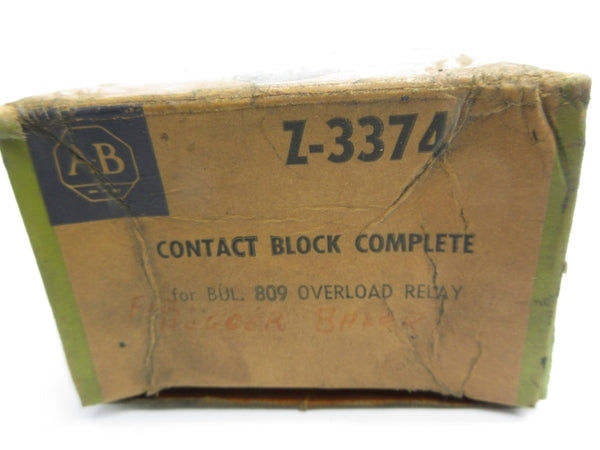 AB
Z-3374
CONTACT BLOCK COMPLETE
for BUL. 809 OVERLOAD RELAY